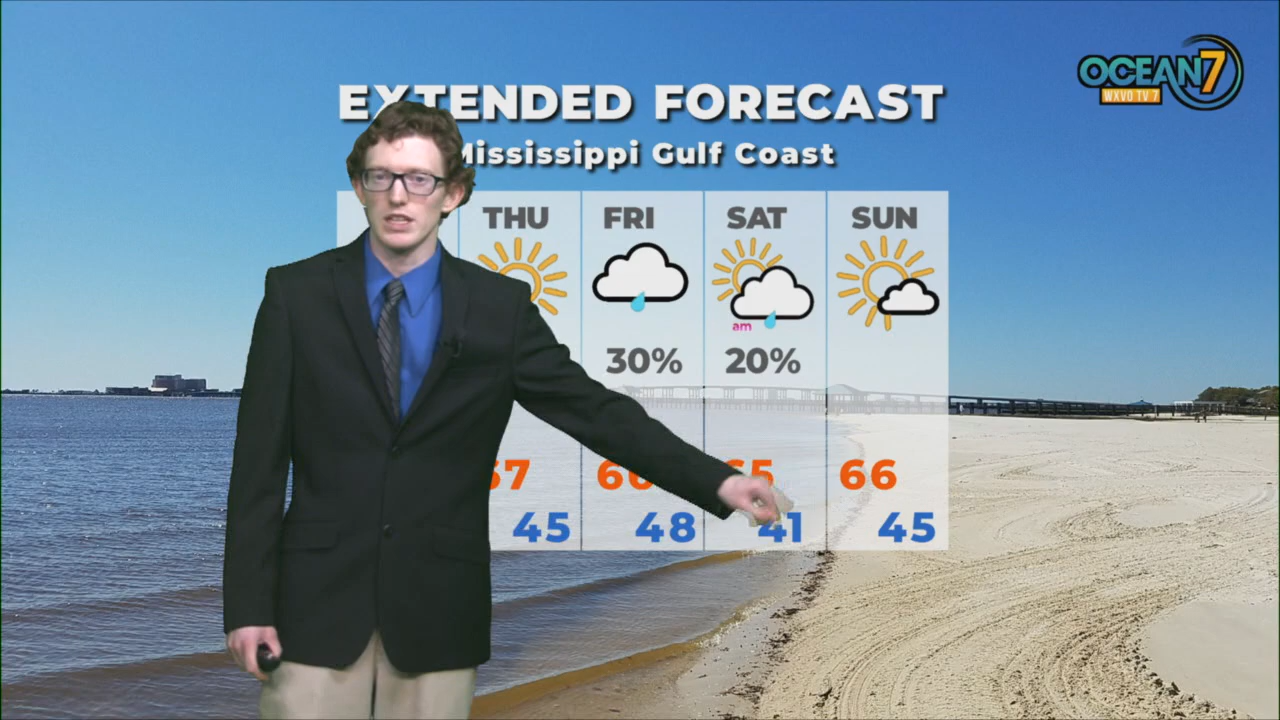 OCEAN7
WXVO TV 7
EXTENDED FORECAST
Mississippi Gulf Coast
THU FRI SAT SUN
am
30% 20%
66
45 48 41 45